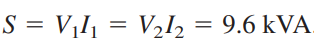 S = V₁I₁ = V₂I₂ = 9.6 kVA